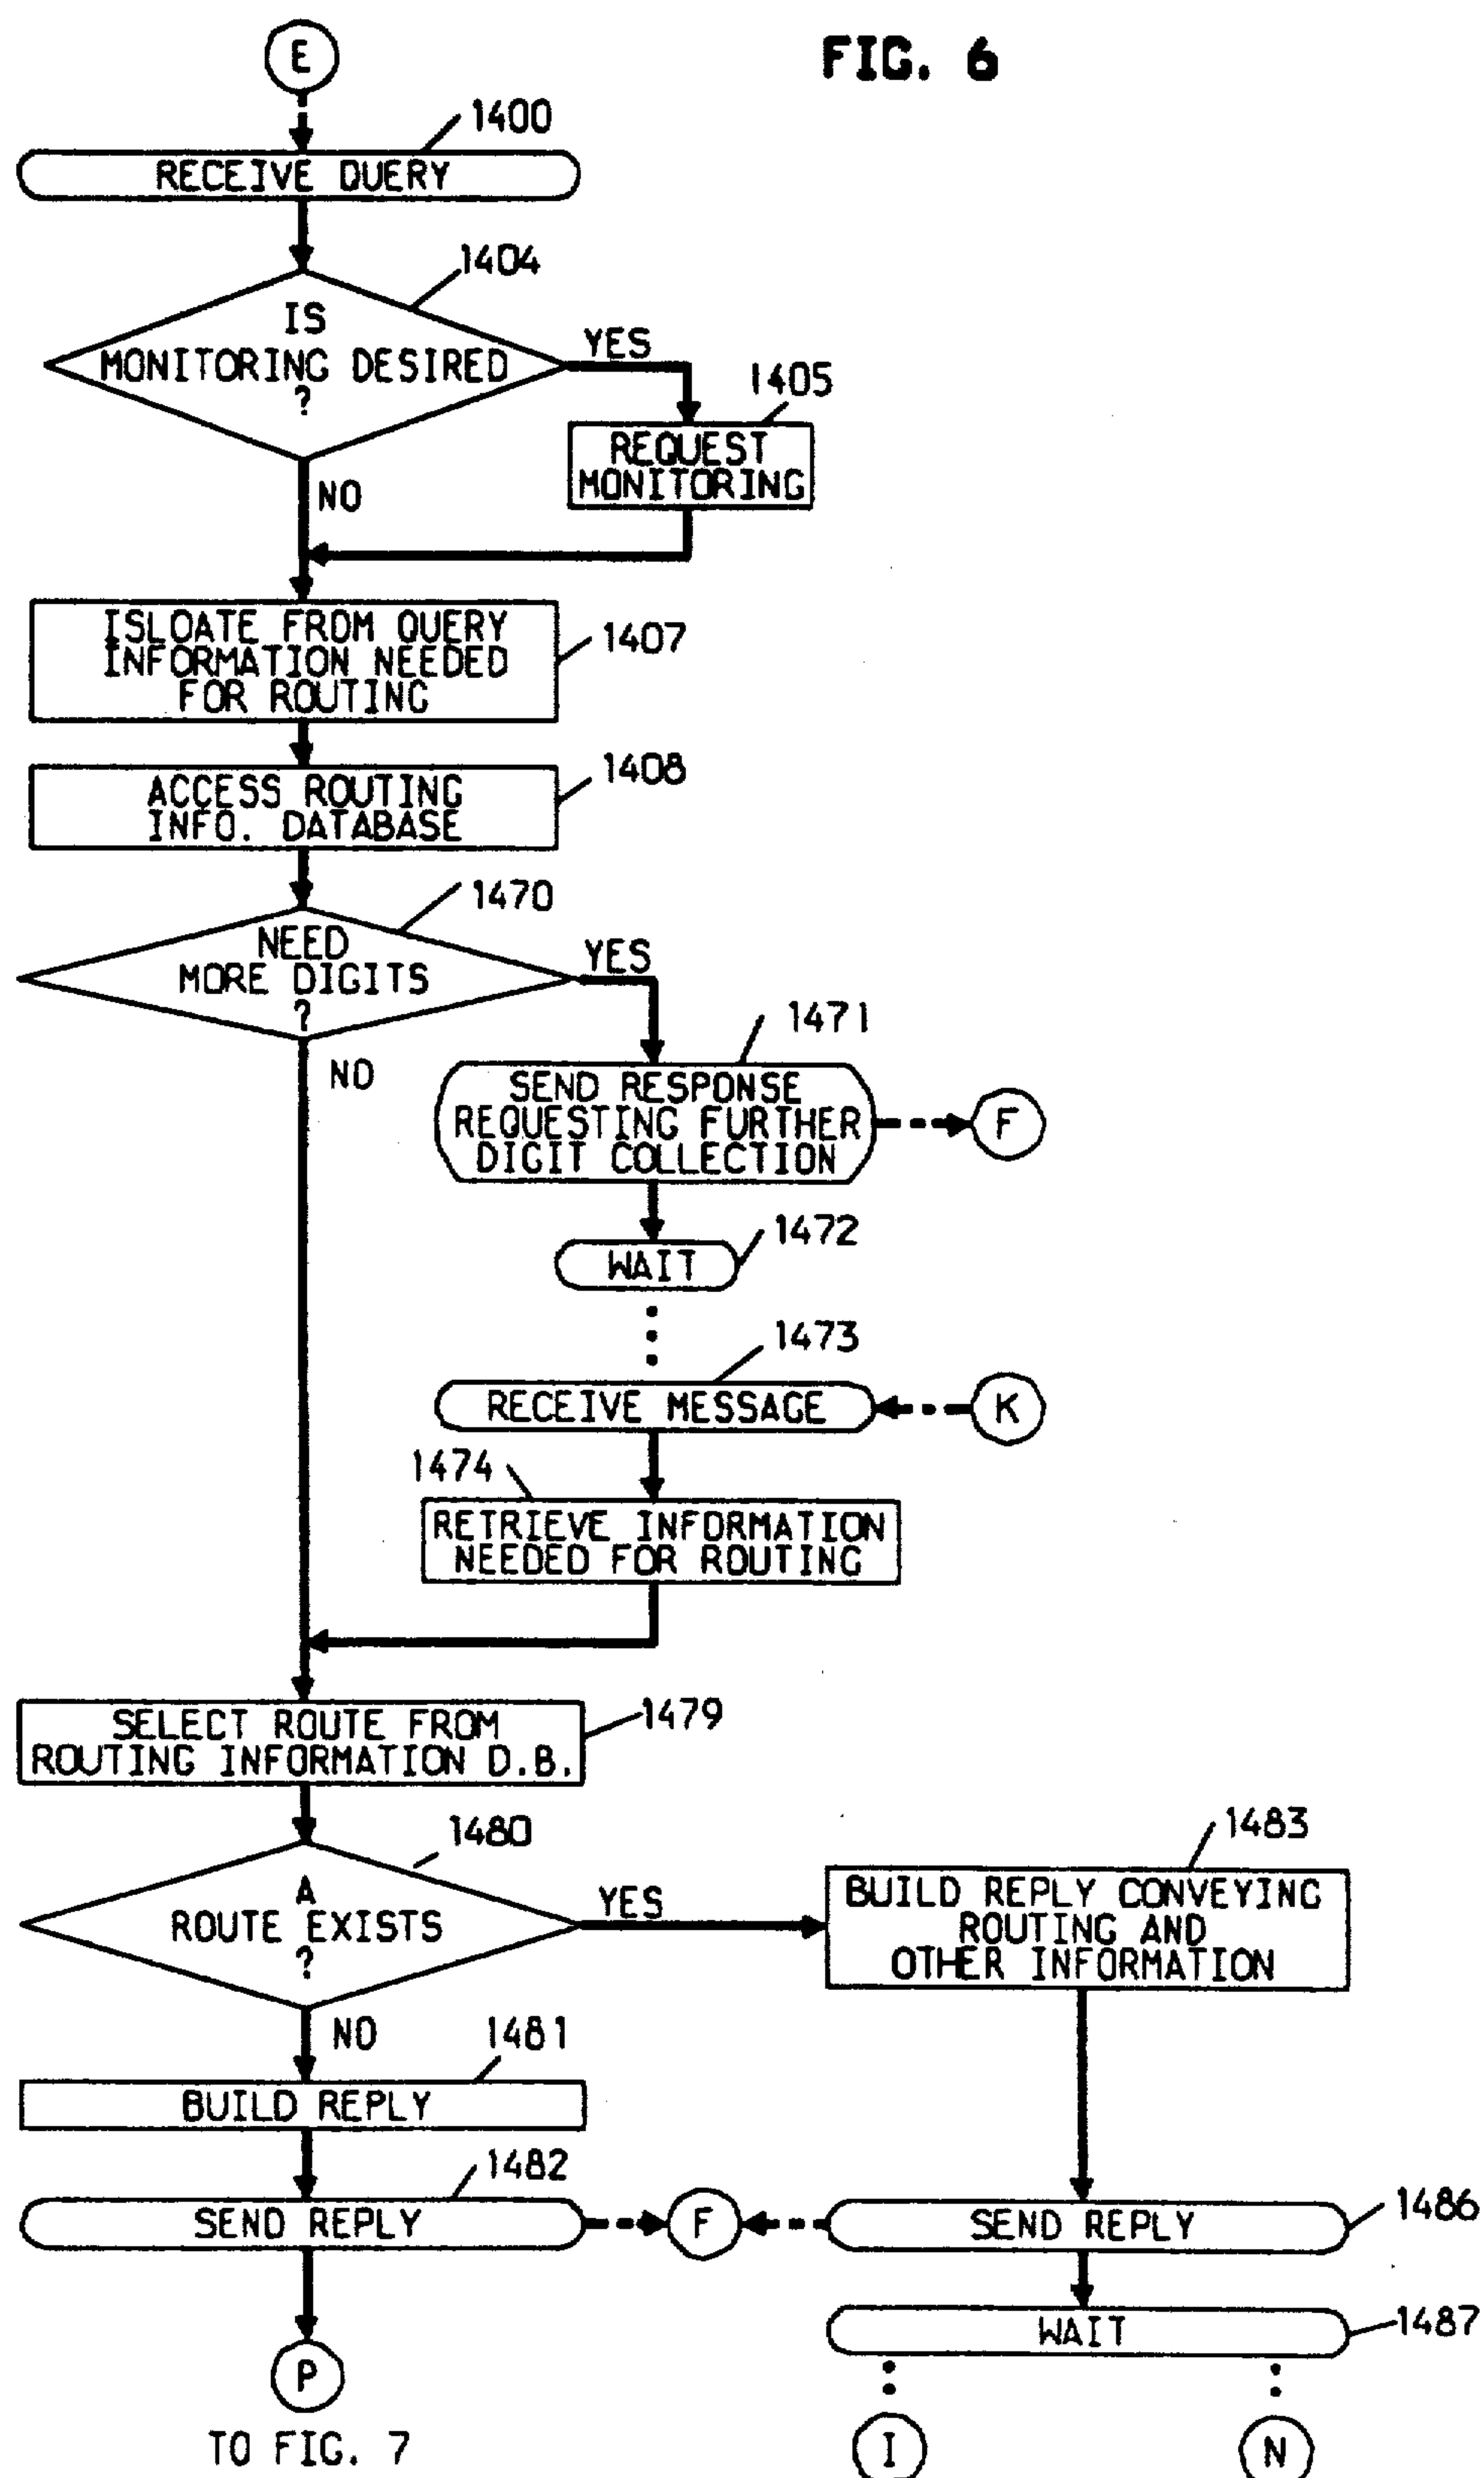 FIG. 6
E
1400
RECEIVE QUERY
1404
IS
MONITORING DESIRED
?
YES
1405
REQUEST
MONITORING
NO
ISLOATE FROM QUERY
INFORMATION NEEDED
FOR ROUTING
1407
ACCESS ROUTING
INFO. DATABASE
1408
1470
NEED
MORE DIGITS
?
YES
NO
1471
SEND RESPONSE
REQUESTING FURTHER
DIGIT COLLECTION
F
1472
WAIT
1473
RECEIVE MESSAGE
K
1474
RETRIEVE INFORMATION
NEEDED FOR ROUTING
SELECT ROUTE FROM
ROUTING INFORMATION D.B.
1479
1480
A
ROUTE EXISTS
?
YES
1483
BUILD REPLY CONVEYING
ROUTING AND
OTHER INFORMATION
NO
1481
BUILD REPLY
1482
SEND REPLY
F
SEND REPLY
1486
WAIT
1487
P
TO FIG. 7
I
N